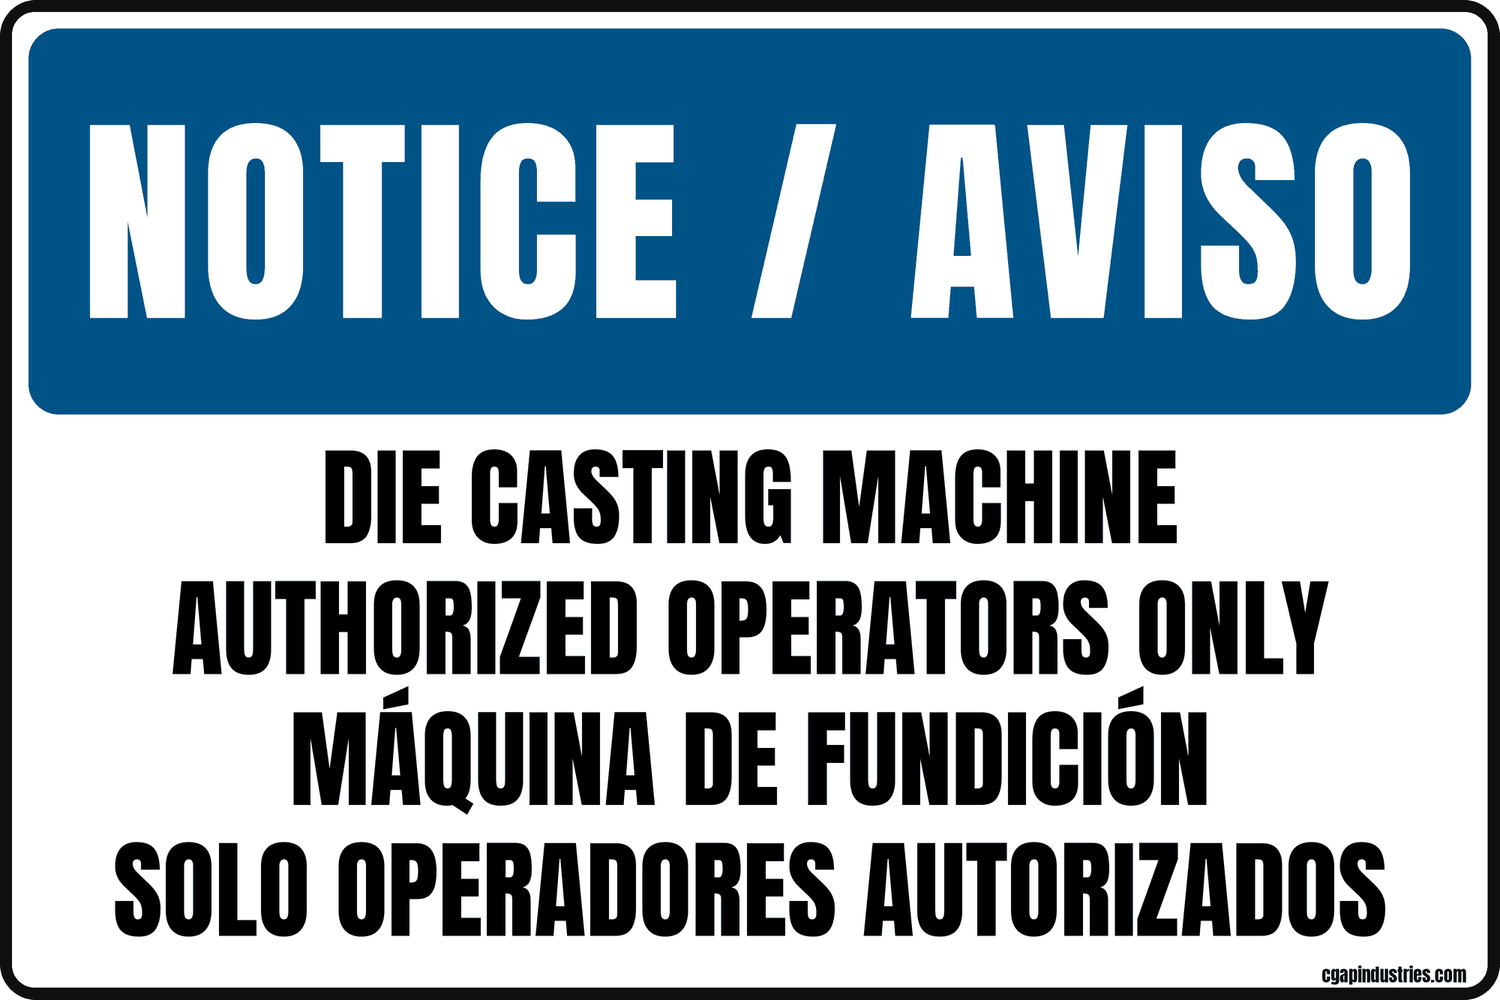 NOTICE / AVISO
DIE CASTING MACHINE
AUTHORIZED OPERATORS ONLY
MÁQUINA DE FUNDICIÓN
SOLO OPERADORES AUTORIZADOS
cgapindustries.com